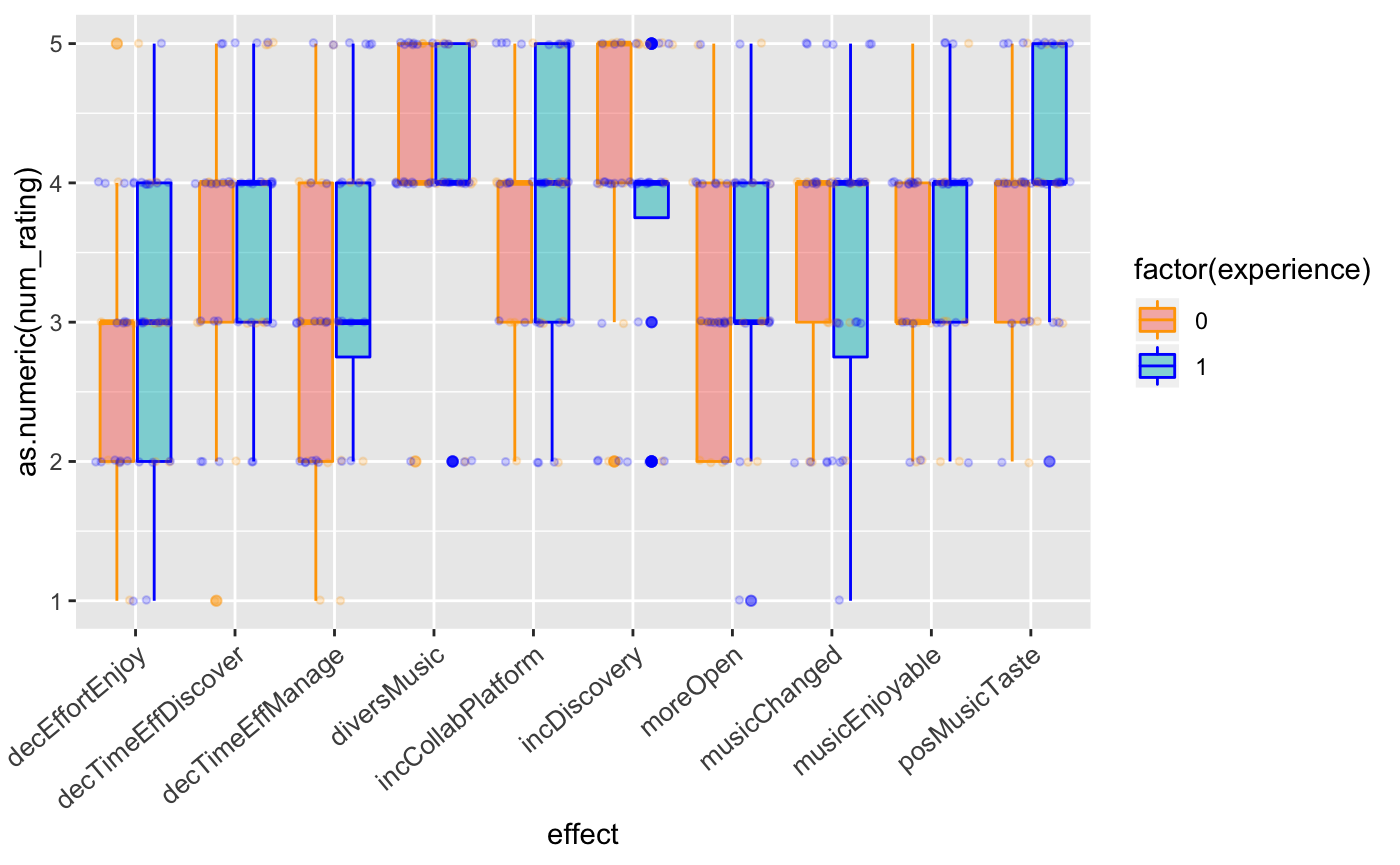 as.numeric(num_rating)
5
4
3
2
1
decEffortEnjoy
decTimeEffDiscover
decTimeEffManage
diversMusic
incCollabPlatform
incDiscovery
moreOpen
musicChanged
musicEnjoyable
posMusicTaste
effect
factor(experience)
0
1